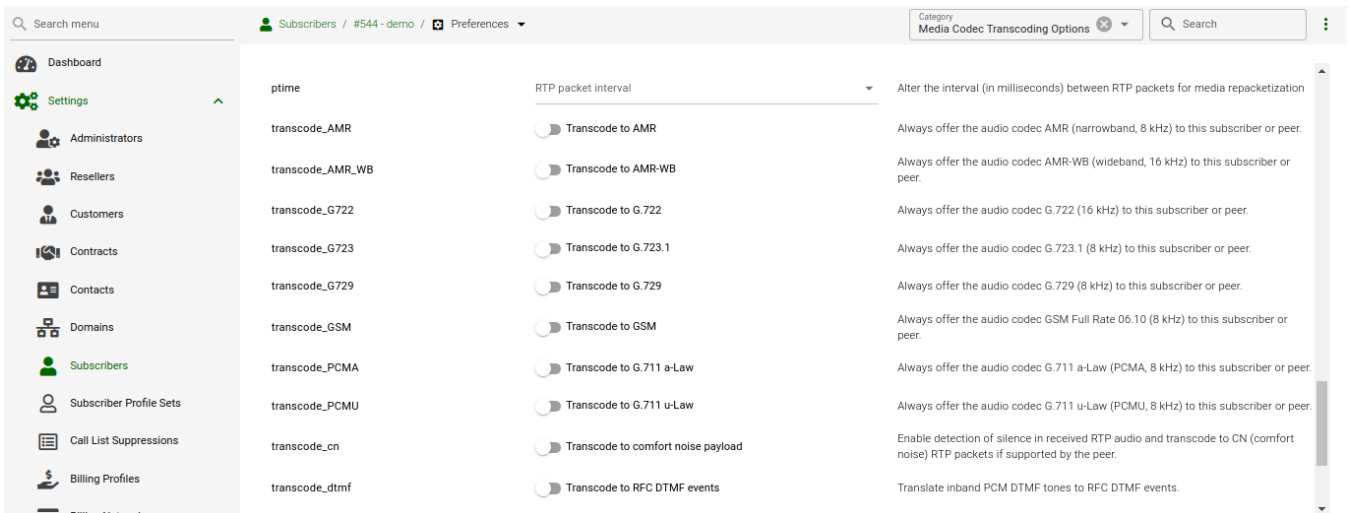 Search menu
Subscribers / #544 - demo / Preferences
Category
Media Codec Transcoding Options
Search
Dashboard
Settings
Administrators
Resellers
Customers
Contracts
Contacts
Domains
Subscribers
Subscriber Profile Sets
Call List Suppressions
Billing Profiles
ptime
RTP packet interval
Alter the interval (in milliseconds) between RTP packets for media repacketization
transcode_AMR
Transcode to AMR
Always offer the audio codec AMR (narrowband, 8 kHz) to this subscriber or peer.
transcode_AMR_WB
Transcode to AMR-WB
Always offer the audio codec AMR-WB (wideband, 16 kHz) to this subscriber or
peer.
transcode_G722
Transcode to G.722
Always offer the audio codec G.722 (16 kHz) to this subscriber or peer.
transcode_G723
Transcode to G.723.1
Always offer the audio codec G.723.1 (8 kHz) to this subscriber or peer.
transcode_G729
Transcode to G.729
Always offer the audio codec G.729 (8 kHz) to this subscriber or peer.
transcode_GSM
Transcode to GSM
Always offer the audio codec GSM Full Rate 06.10 (8 kHz) to this subscriber or
peer.
transcode_PCMA
Transcode to G.711 a-Law
Always offer the audio codec G.711 a-Law (PCMA, 8 kHz) to this subscriber or peer.
transcode_PCMU
Transcode to G.711 u-Law
Always offer the audio codec G.711 u-Law (PCMU, 8 kHz) to this subscriber or peer.
transcode_cn
Transcode to comfort noise payload
Enable detection of silence in received RTP audio and transcode to CN (comfort
noise) RTP packets if supported by the peer.
transcode_dtmf
Transcode to RFC DTMF events
Translate inband PCM DTMF tones to RFC DTMF events.